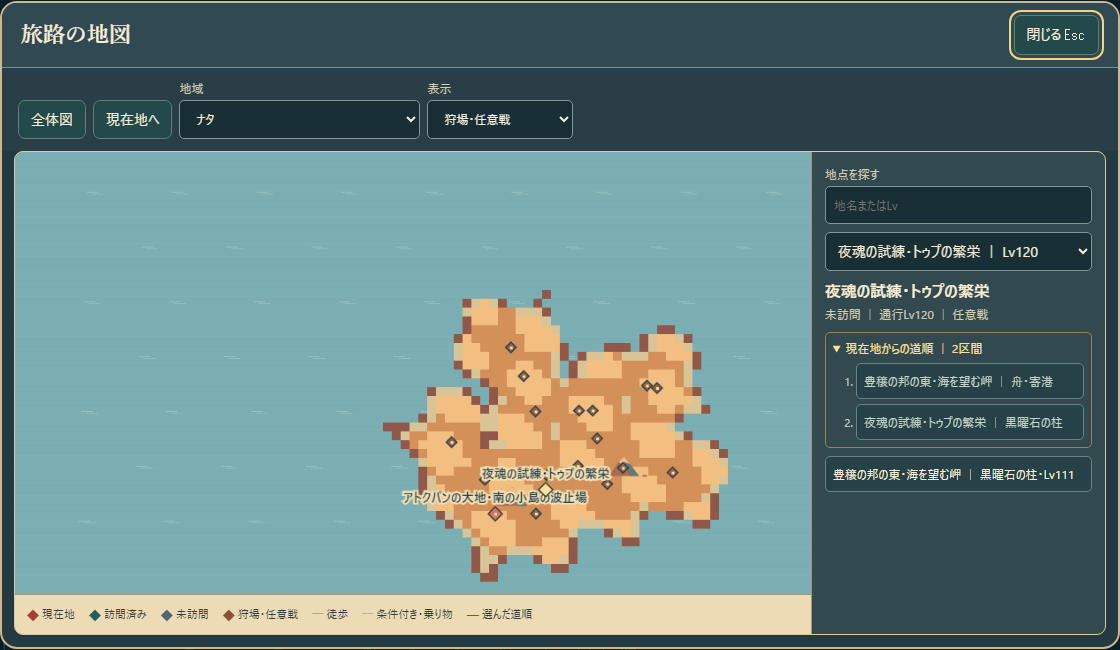 旅路の地図
閉じる Esc
地域
表示
全体図
現在地へ
ナタ
狩場・任意戦
地点を探す
地名またはLv
夜魂の試練・トゥプの繁栄 | Lv120
夜魂の試練・トゥプの繁栄
未訪問 | 通行Lv120 | 任意戦
▼ 現在地からの道順 | 2区間
1. 豊穣の邦の東・海を望む岬 | 舟・寄港
2. 夜魂の試練・トゥプの繁栄 | 黒曜石の柱
豊穣の邦の東・海を望む岬 | 黒曜石の柱・Lv111
夜魂の試練・トゥプの繁栄
アトクパンの大地・南の小島の波止場
現在地 訪問済み 未訪問 狩場・任意戦 徒歩 条件付き・乗り物 選んだ道順